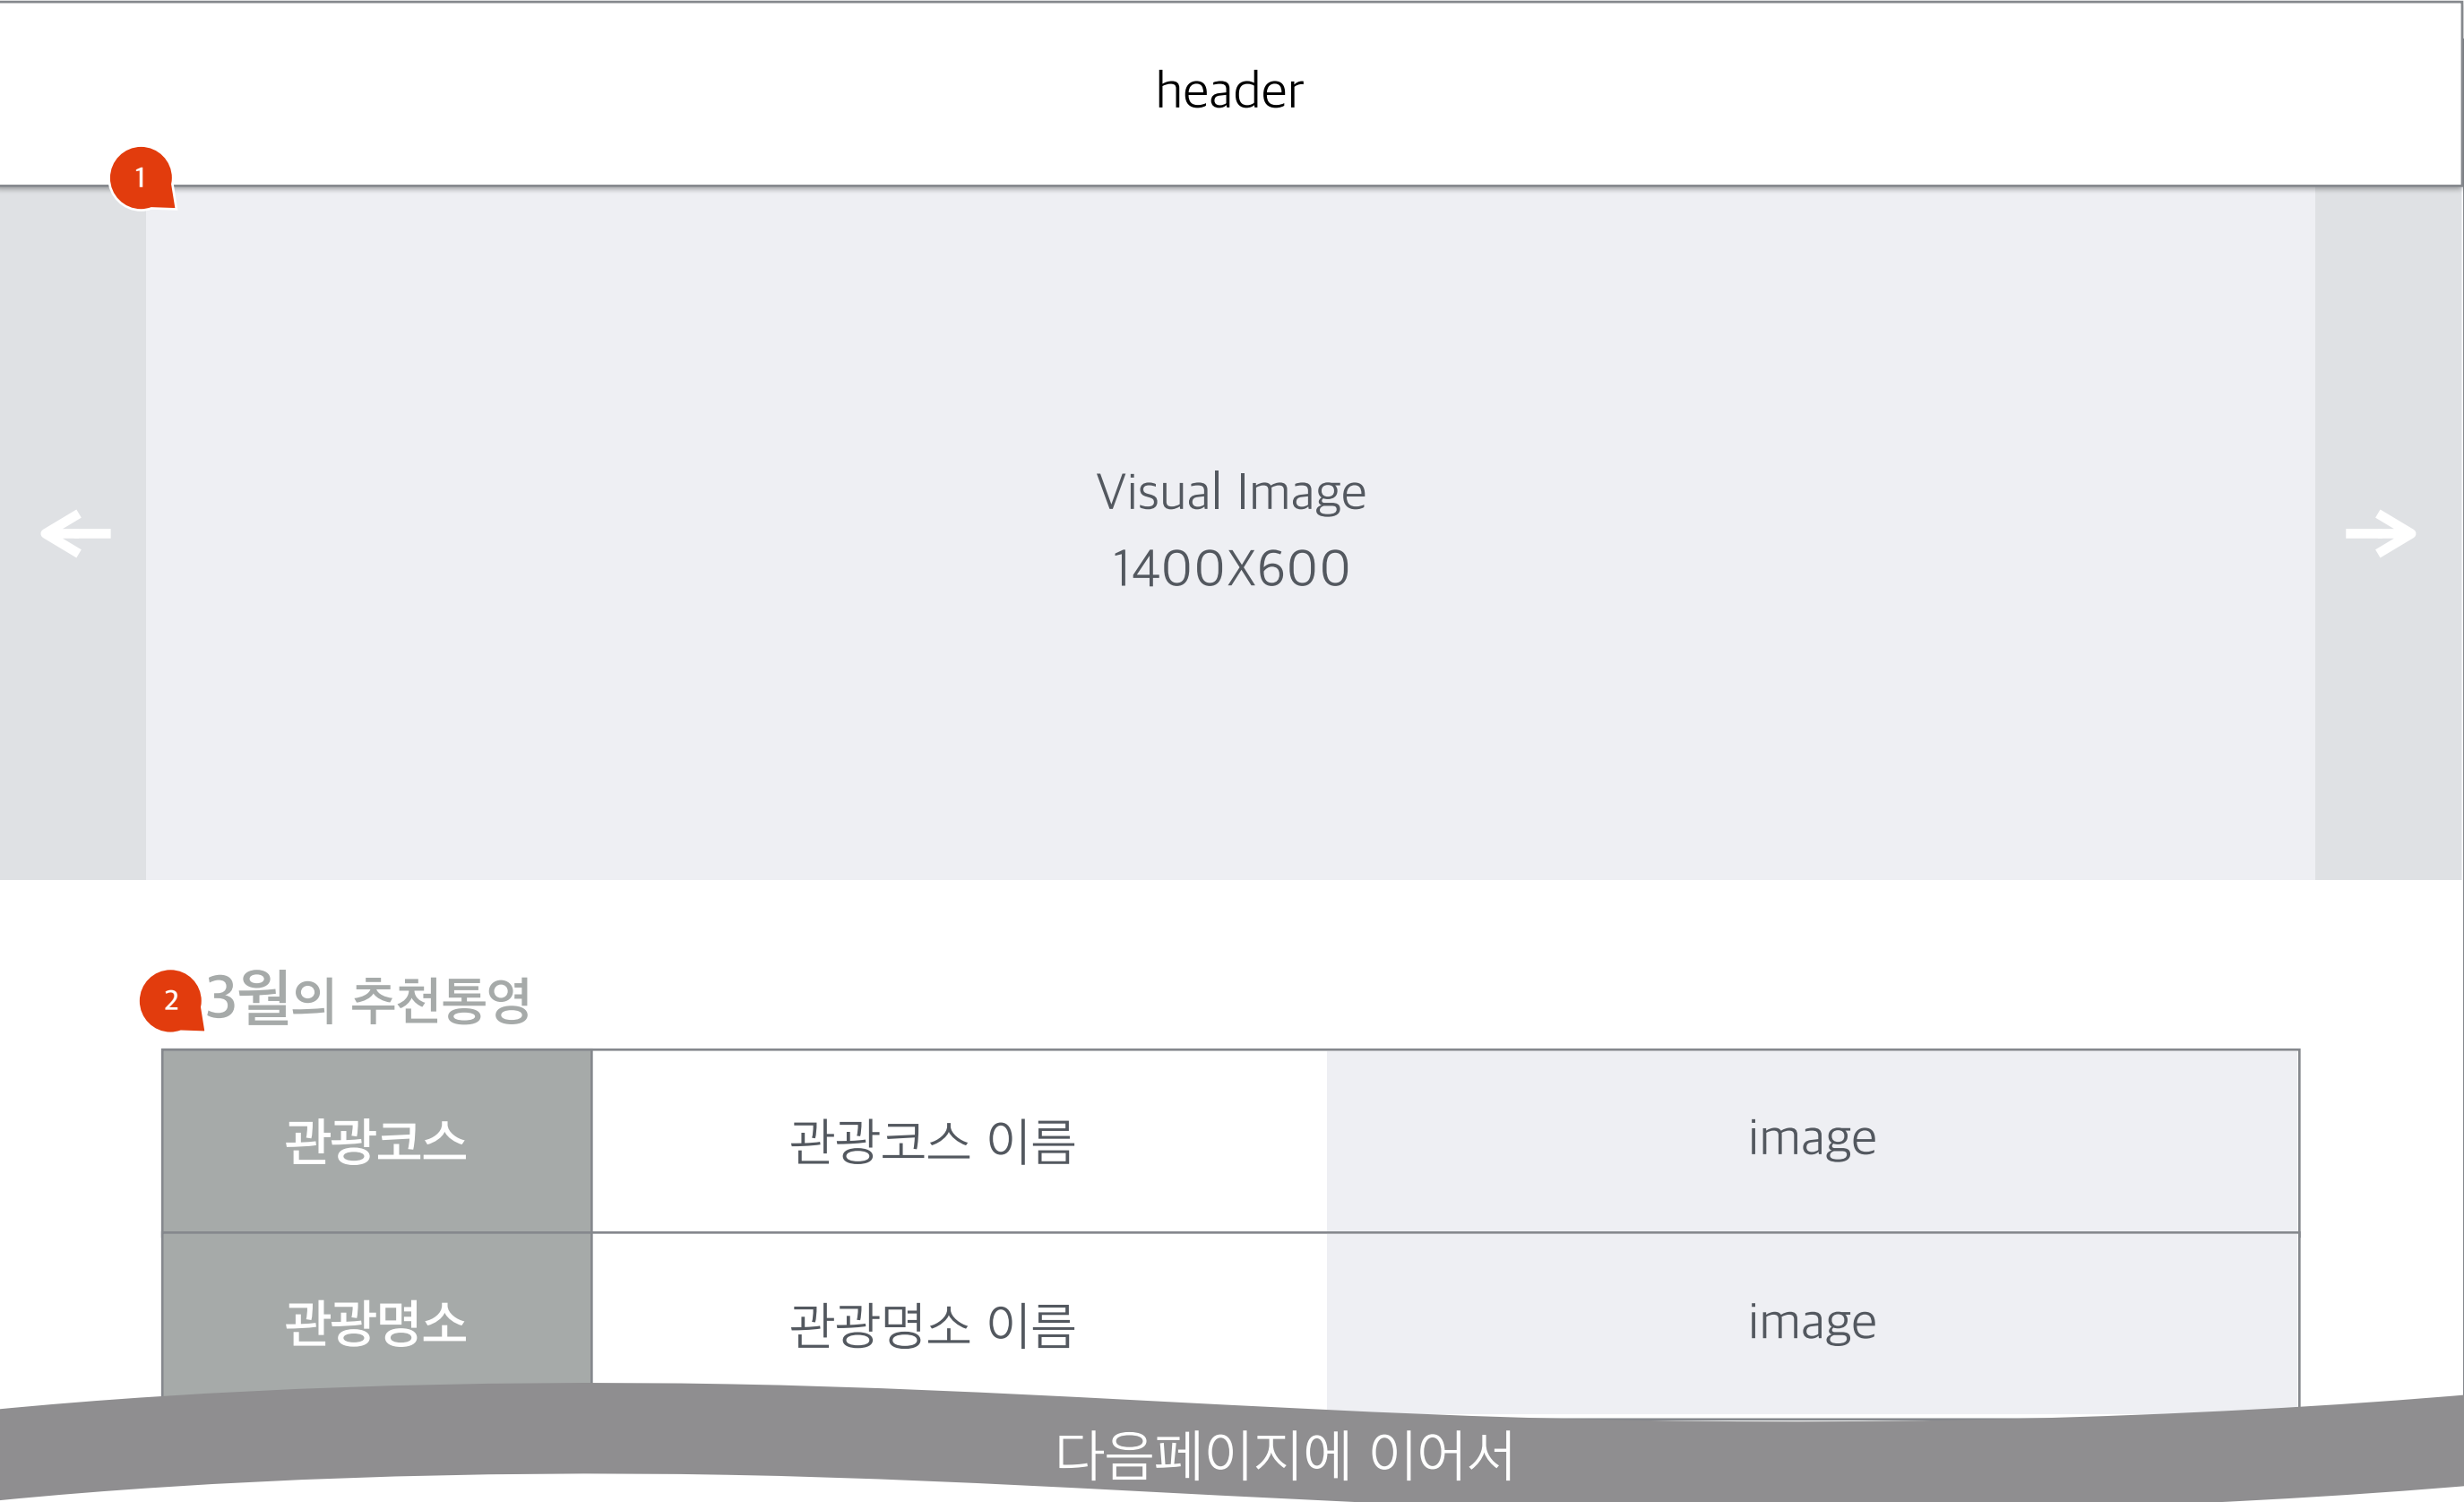 header
1
Visual Image
1400X600
2 3월의 추천통영
관광코스 관광코스 이름 image
관광명소 관광명소 이름 image
다음페이지에 이어서